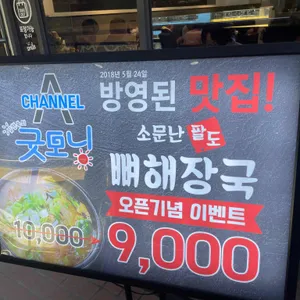 CHANNEL A
굿모닝
2018년 5월 24일
방영된 맛집!
소문난 팔도
뼈해장국
오픈기념 이벤트
10,000
9,000